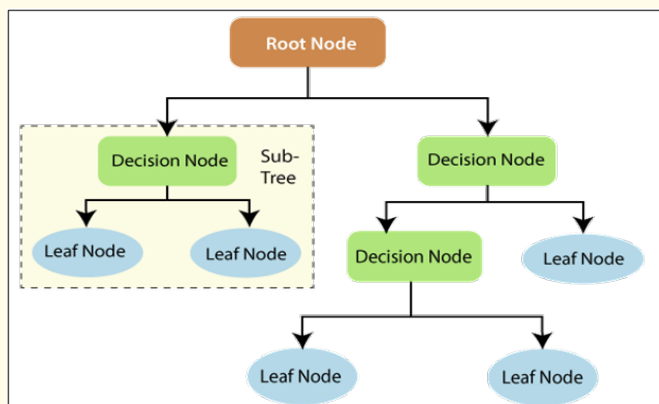 Root Node
Decision Node
Sub-
Tree
Decision Node
Leaf Node
Leaf Node
Decision Node
Leaf Node
Leaf Node
Leaf Node